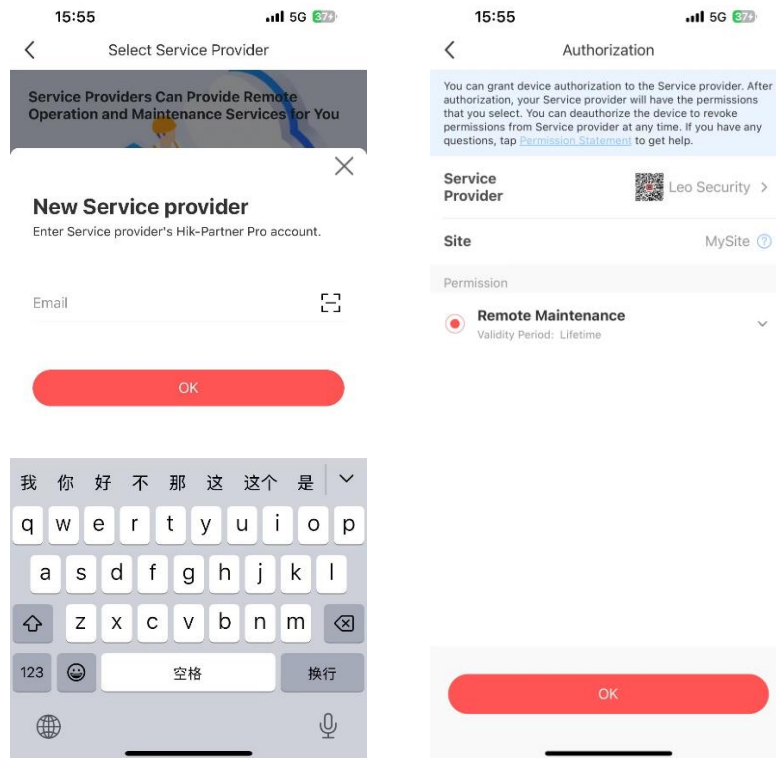 15:55
5G 37
Select Service Provider
Service Providers Can Provide Remote
Operation and Maintenance Services for You
New Service provider
Enter Service provider's Hik-Partner Pro account.
Email
OK
我 你 好 不 那 这 这个 是
q w e r t y u i o p
a s d f g h j k l
z x c v b n m
123 空格 换行
15:55
5G 37
Authorization
You can grant device authorization to the Service provider. After
authorization, your Service provider will have the permissions
that you select. You can deauthorize the device to revoke
permissions from Service provider at any time. If you have any
questions, tap Permission Statement to get help.
Service
Provider
Leo Security
Site
MySite ?
Permission
Remote Maintenance
Validity Period: Lifetime
OK